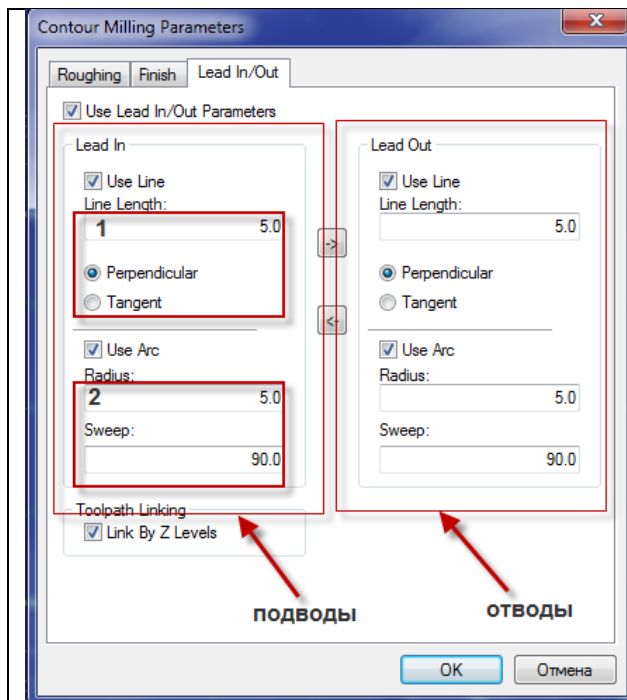 Contour Milling Parameters
Roughing Finish Lead In/Out
Use Lead In/Out Parameters
Lead In
Use Line
Line Length:
1 5.0
Perpendicular
Tangent
Use Arc
Radius:
2 5.0
Sweep:
90.0
->
<-
Lead Out
Use Line
Line Length:
5.0
Perpendicular
Tangent
Use Arc
Radius:
5.0
Sweep:
90.0
Toolpath Linking
Link By Z Levels
подводы
отводы
OK Отмена